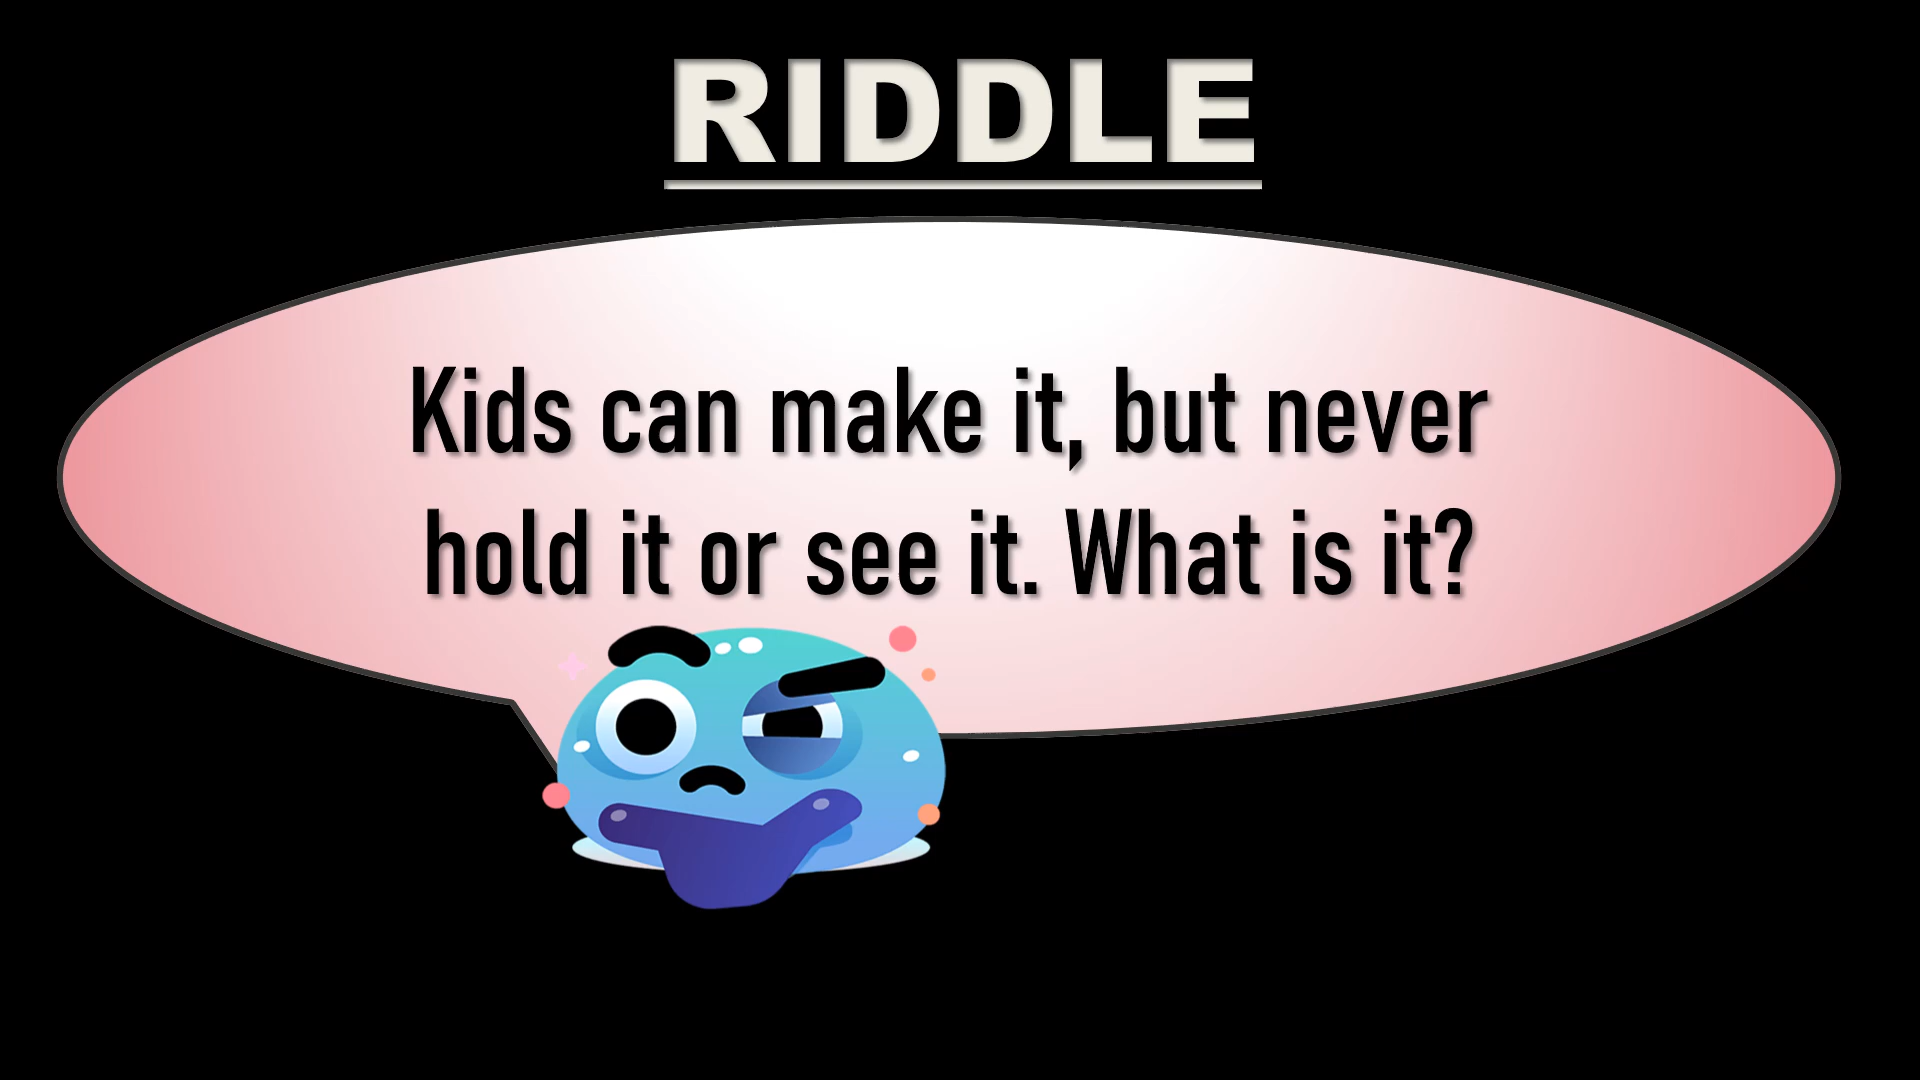 RIDDLE
Kids can make it, but never
hold it or see it. What is it?